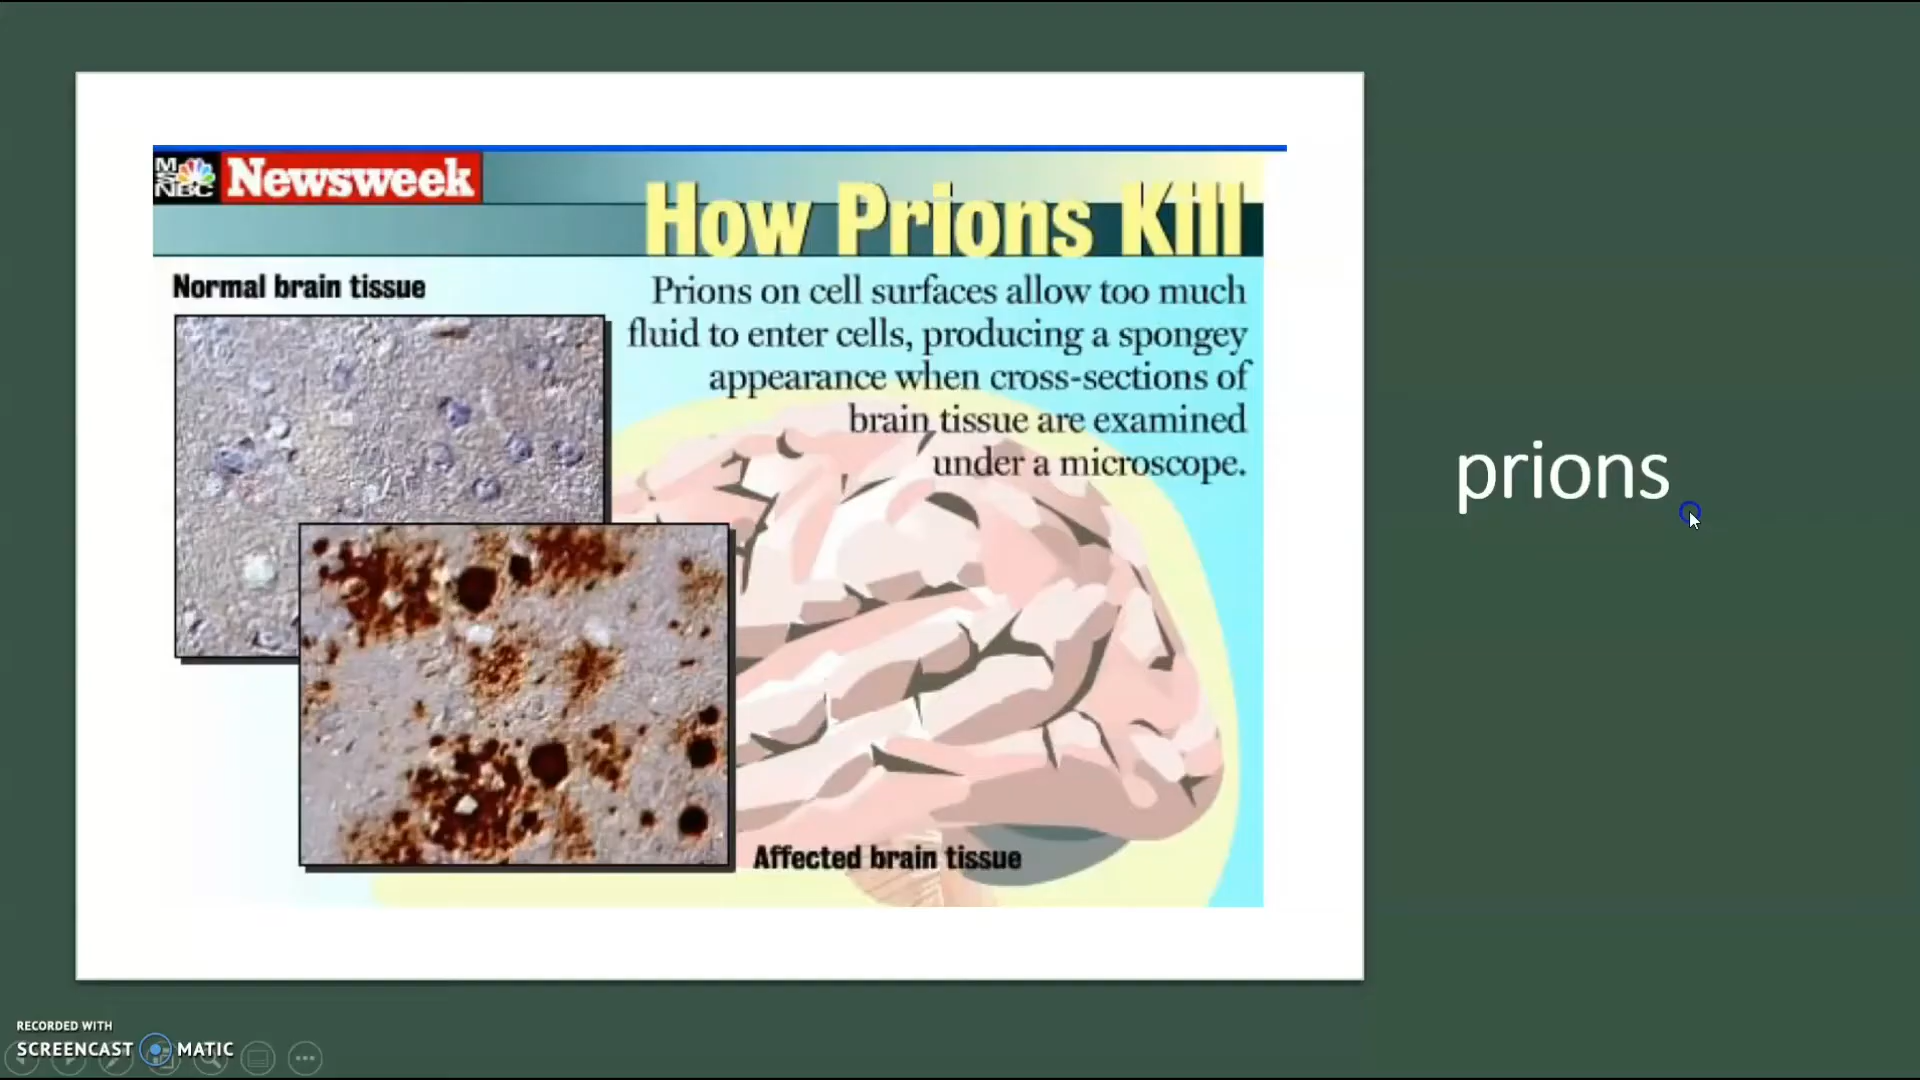 MSNBC Newsweek
How Prions Kill
Normal brain tissue
Prions on cell surfaces allow too much
fluid to enter cells, producing a spongey
appearance when cross-sections of
brain tissue are examined
under a microscope.
Affected brain tissue
prions
RECORDED WITH
SCREENCAST MATIC